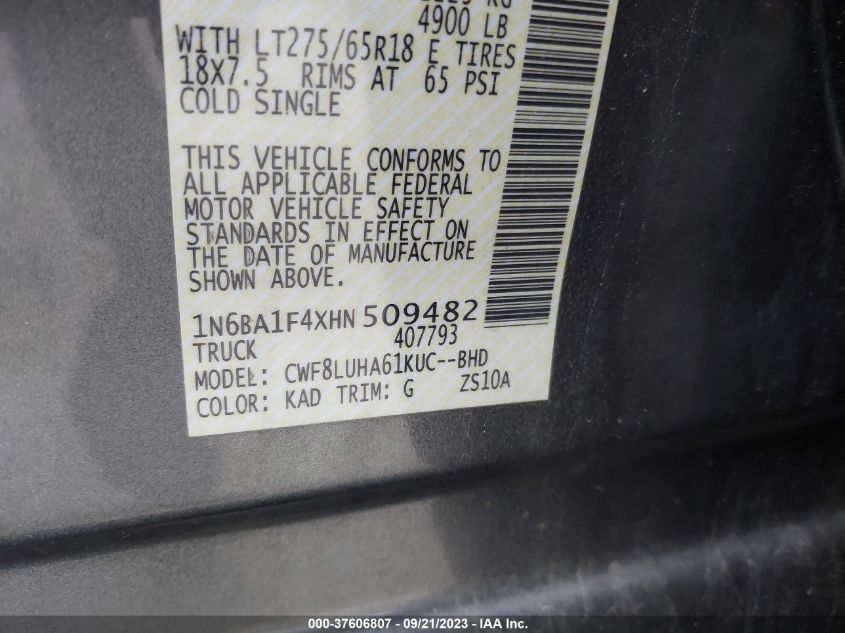 4900 LB
WITH LT275/65R18 E TIRES
18X7.5 RIMS AT 65 PSI
COLD SINGLE
THIS VEHICLE CONFORMS TO
ALL APPLICABLE FEDERAL
MOTOR VEHICLE SAFETY
STANDARDS IN EFFECT ON
THE DATE OF MANUFACTURE
SHOWN ABOVE.
1N6BA1F4XHN 509482
TRUCK 407793
MODEL: CWF8LUHA61KUC--BHD
COLOR: KAD TRIM: G ZS10A
000-37606807 - 09/21/2023 - IAA Inc.